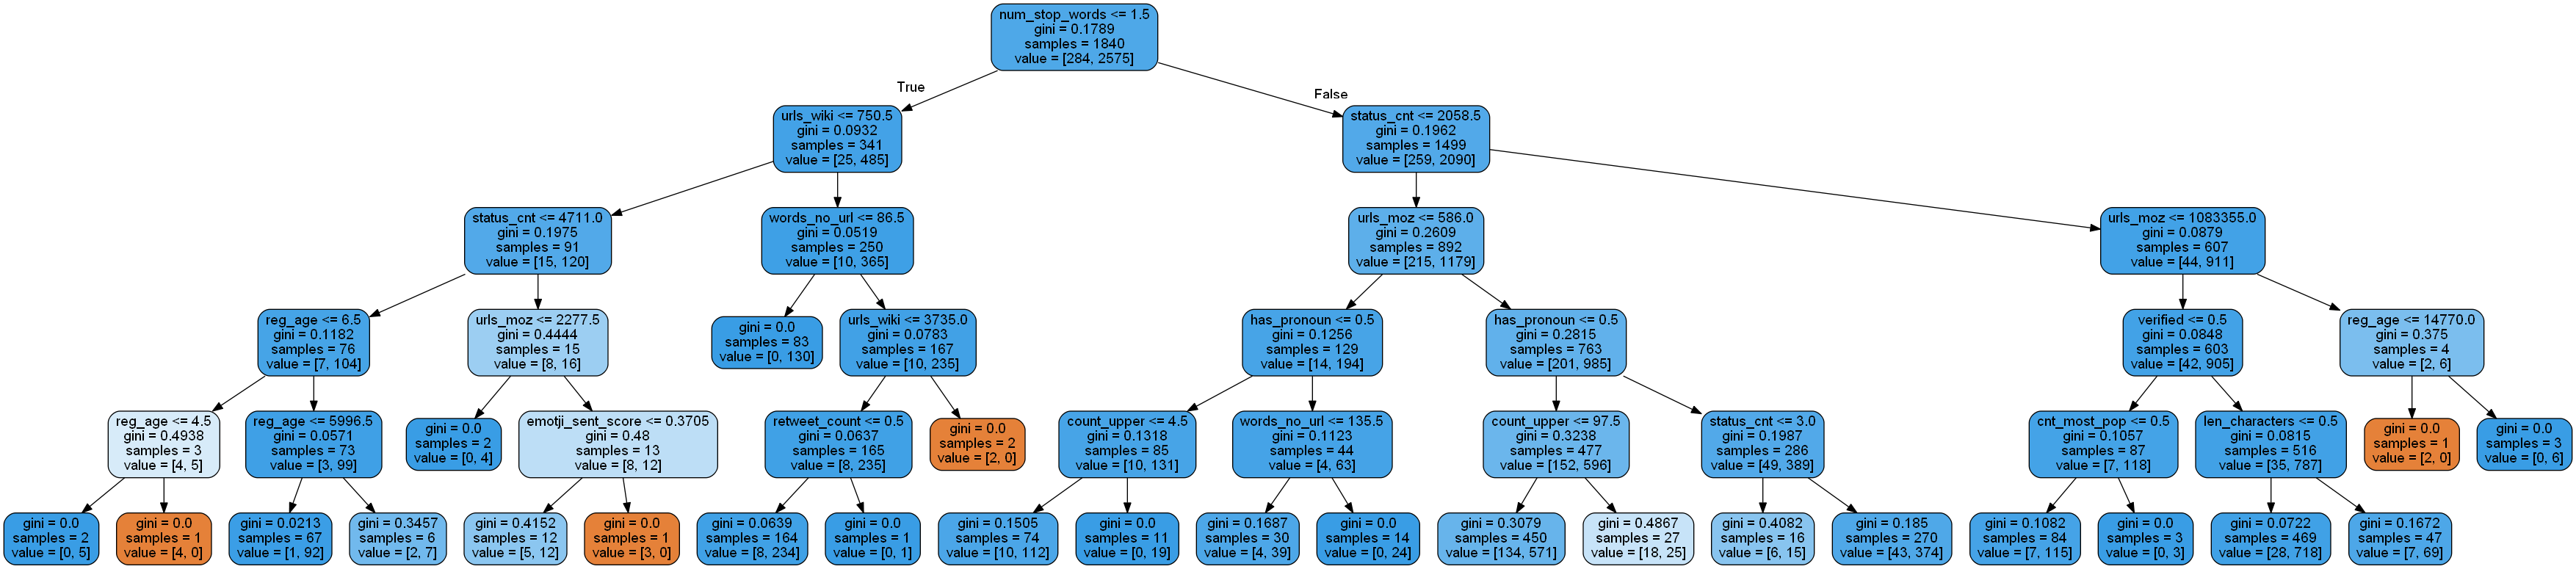 num_stop_words <= 1.5
gini = 0.1789
samples = 1840
value = [284, 2575]
True
False
urls_wiki <= 750.5
gini = 0.0932
samples = 341
value = [25, 485]
status_cnt <= 2058.5
gini = 0.1962
samples = 1499
value = [259, 2090]
status_cnt <= 4711.0
gini = 0.1975
samples = 91
value = [15, 120]
words_no_url <= 86.5
gini = 0.0519
samples = 250
value = [10, 365]
urls_moz <= 586.0
gini = 0.2609
samples = 892
value = [215, 1179]
urls_moz <= 1083355.0
gini = 0.0879
samples = 607
value = [44, 911]
reg_age <= 6.5
gini = 0.1182
samples = 76
value = [7, 104]
urls_moz <= 2277.5
gini = 0.4444
samples = 15
value = [8, 16]
gini = 0.0
samples = 83
value = [0, 130]
urls_wiki <= 3735.0
gini = 0.0783
samples = 167
value = [10, 235]
has_pronoun <= 0.5
gini = 0.1256
samples = 129
value = [14, 194]
has_pronoun <= 0.5
gini = 0.2815
samples = 763
value = [201, 985]
verified <= 0.5
gini = 0.0848
samples = 603
value = [42, 905]
reg_age <= 14770.0
gini = 0.375
samples = 4
value = [2, 6]
reg_age <= 4.5
gini = 0.4938
samples = 3
value = [4, 5]
reg_age <= 5996.5
gini = 0.0571
samples = 73
value = [3, 99]
gini = 0.0
samples = 2
value = [0, 4]
emotji_sent_score <= 0.3705
gini = 0.48
samples = 13
value = [8, 12]
retweet_count <= 0.5
gini = 0.0637
samples = 165
value = [8, 235]
gini = 0.0
samples = 2
value = [2, 0]
count_upper <= 4.5
gini = 0.1318
samples = 85
value = [10, 131]
words_no_url <= 135.5
gini = 0.1123
samples = 44
value = [4, 63]
count_upper <= 97.5
gini = 0.3238
samples = 477
value = [152, 596]
status_cnt <= 3.0
gini = 0.1987
samples = 286
value = [49, 389]
cnt_most_pop <= 0.5
gini = 0.1057
samples = 87
value = [7, 118]
len_characters <= 0.5
gini = 0.0815
samples = 516
value = [35, 787]
gini = 0.0
samples = 1
value = [2, 0]
gini = 0.0
samples = 3
value = [0, 6]
gini = 0.0
samples = 2
value = [0, 5]
gini = 0.0
samples = 1
value = [4, 0]
gini = 0.0213
samples = 67
value = [1, 92]
gini = 0.3457
samples = 6
value = [2, 7]
gini = 0.4152
samples = 12
value = [5, 12]
gini = 0.0
samples = 1
value = [3, 0]
gini = 0.0639
samples = 164
value = [8, 234]
gini = 0.0
samples = 1
value = [0, 1]
gini = 0.1505
samples = 74
value = [10, 112]
gini = 0.0
samples = 11
value = [0, 19]
gini = 0.1687
samples = 30
value = [4, 39]
gini = 0.0
samples = 14
value = [0, 24]
gini = 0.3079
samples = 450
value = [134, 571]
gini = 0.4867
samples = 27
value = [18, 25]
gini = 0.4082
samples = 16
value = [6, 15]
gini = 0.185
samples = 270
value = [43, 374]
gini = 0.1082
samples = 84
value = [7, 115]
gini = 0.0
samples = 3
value = [0, 3]
gini = 0.0722
samples = 469
value = [28, 718]
gini = 0.1672
samples = 47
value = [7, 69]